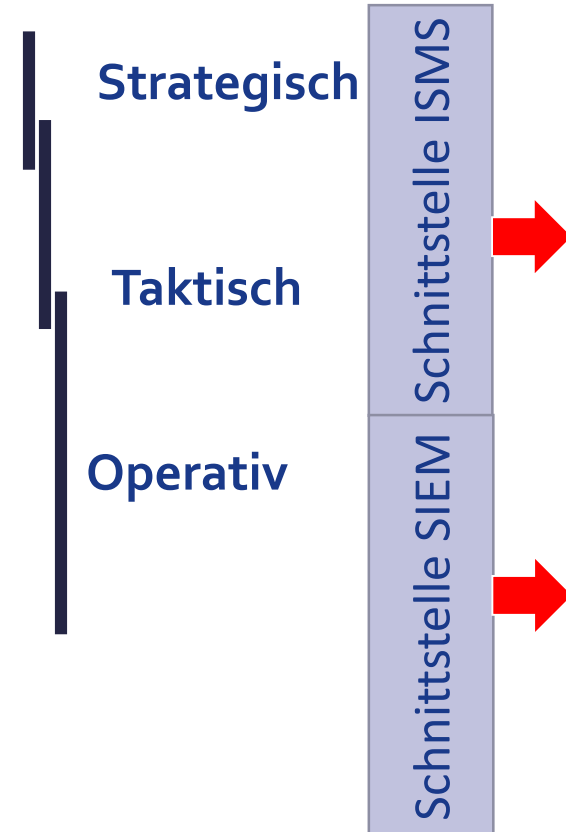 Strategisch
Taktisch
Operativ
Schnittstelle ISMS
Schnittstelle SIEM